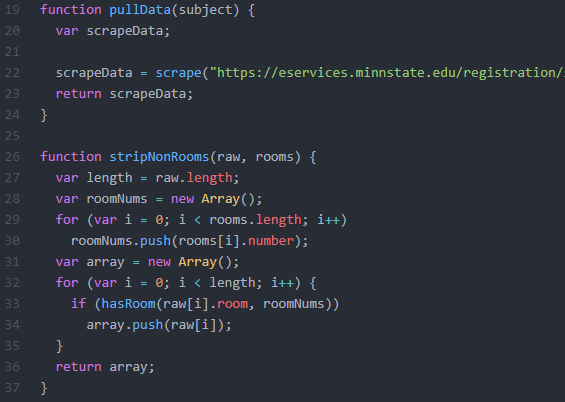 19 function pullData(subject) {
20   var scrapeData;
21
22   scrapeData = scrape("https://eservices.minnstate.edu/registration/
23   return scrapeData;
24 }
25
26 function stripNonRooms(raw, rooms) {
27   var length = raw.length;
28   var roomNums = new Array();
29   for (var i = 0; i < rooms.length; i++)
30     roomNums.push(rooms[i].number);
31   var array = new Array();
32   for (var i = 0; i < length; i++) {
33     if (hasRoom(raw[i].room, roomNums))
34       array.push(raw[i]);
35   }
36   return array;
37 }